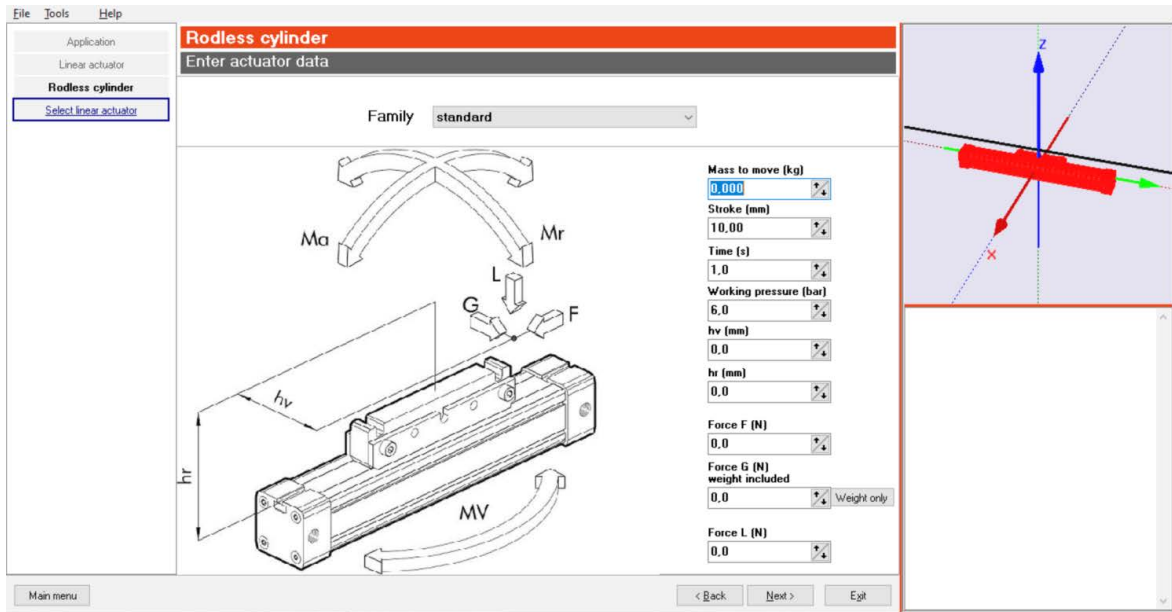 File Tools Help
Application
Linear actuator
Rodless cylinder
Select linear actuator
Rodless cylinder
Enter actuator data
Family standard
Ma
Mr
L
G
F
hv
hr
MV
Mass to move (kg)
0,000
Stroke (mm)
10,00
Time (s)
1,0
Working pressure (bar)
6,0
hv (mm)
0,0
hr (mm)
0,0
Force F (N)
0,0
Force G (N)
weight included
0,0 Weight only
Force L (N)
0,0
Z
X
Main menu
< Back Next > Exit